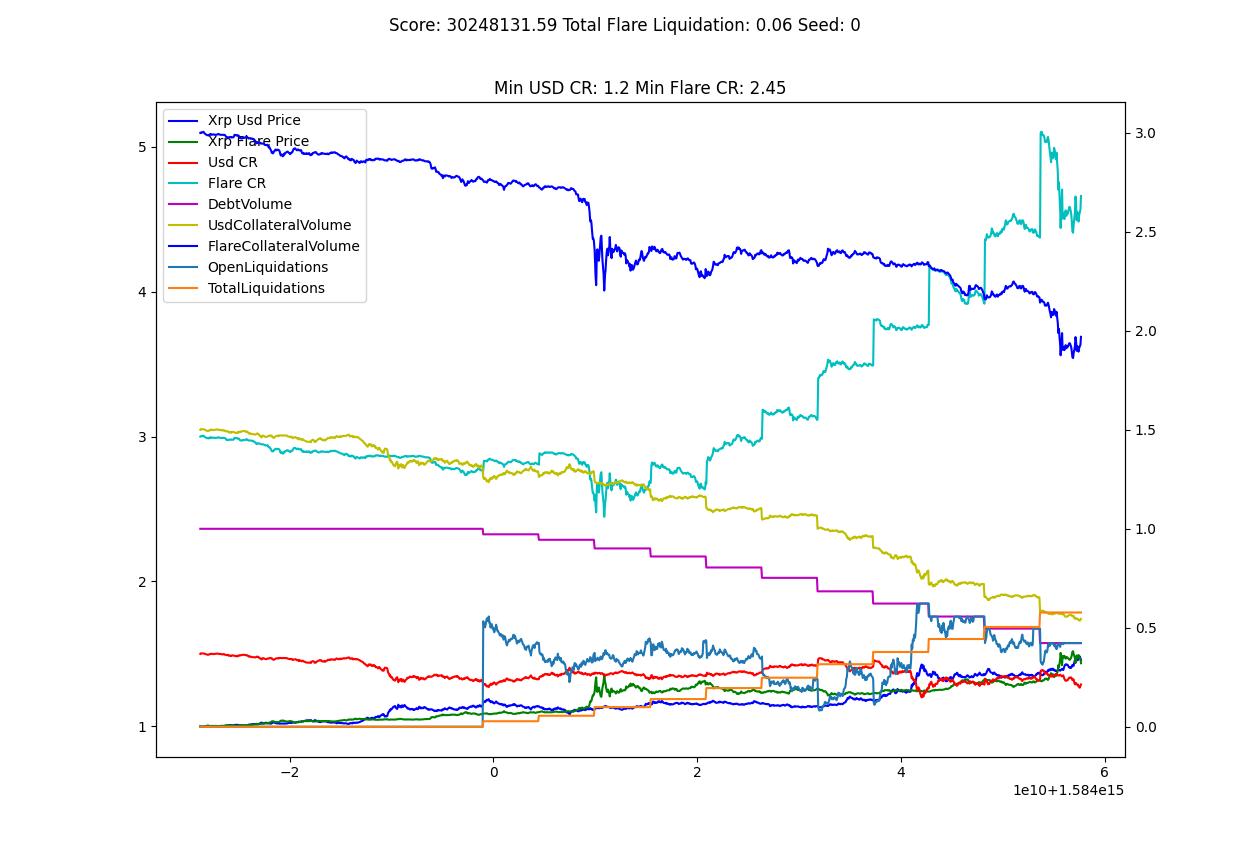 Score: 30248131.59 Total Flare Liquidation: 0.06 Seed: 0
Min USD CR: 1.2 Min Flare CR: 2.45
Xrp Usd Price
Xrp Flare Price
Usd CR
Flare CR
DebtVolume
UsdCollateralVolume
FlareCollateralVolume
OpenLiquidations
TotalLiquidations
5
4
3
2
1
3.0
2.5
2.0
1.5
1.0
0.5
0.0
−2
0
2
4
6
1e10+1.584e15